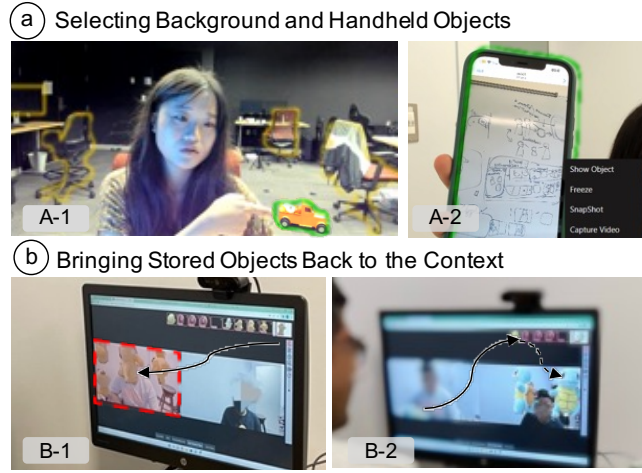 a Selecting Background and Handheld Objects
A-1
A-2
Show Object
Freeze
SnapShot
Capture Video
b Bringing Stored Objects Back to the Context
B-1
B-2